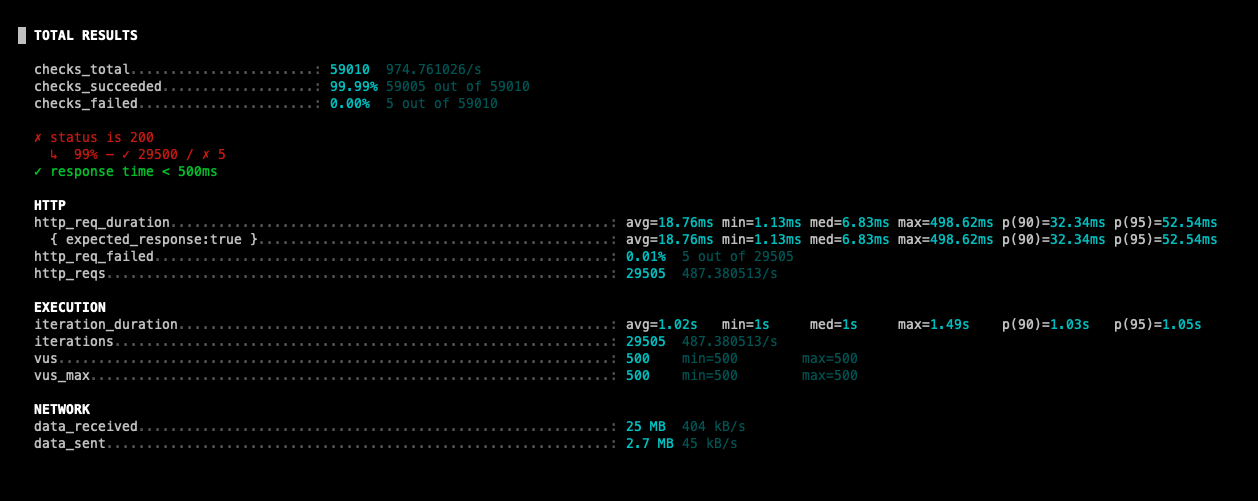 TOTAL RESULTS
checks_total.......................: 59010 974.761026/s
checks_succeeded...................: 99.99% 59005 out of 59010
checks_failed......................: 0.00% 5 out of 59010
✗ status is 200
↳ 99% — ✓ 29500 / ✗ 5
✓ response time < 500ms
HTTP
http_req_duration.......................................................: avg=18.76ms min=1.13ms med=6.83ms max=498.62ms p(90)=32.34ms p(95)=52.54ms
{ expected_response:true }............................................: avg=18.76ms min=1.13ms med=6.83ms max=498.62ms p(90)=32.34ms p(95)=52.54ms
http_req_failed.........................................................: 0.01% 5 out of 29505
http_reqs...............................................................: 29505 487.380513/s
EXECUTION
iteration_duration......................................................: avg=1.02s min=1s med=1s max=1.49s p(90)=1.03s p(95)=1.05s
iterations..............................................................: 29505 487.380513/s
vus.....................................................................: 500 min=500 max=500
vus_max.................................................................: 500 min=500 max=500
NETWORK
data_received...........................................................: 25 MB 404 kB/s
data_sent...............................................................: 2.7 MB 45 kB/s